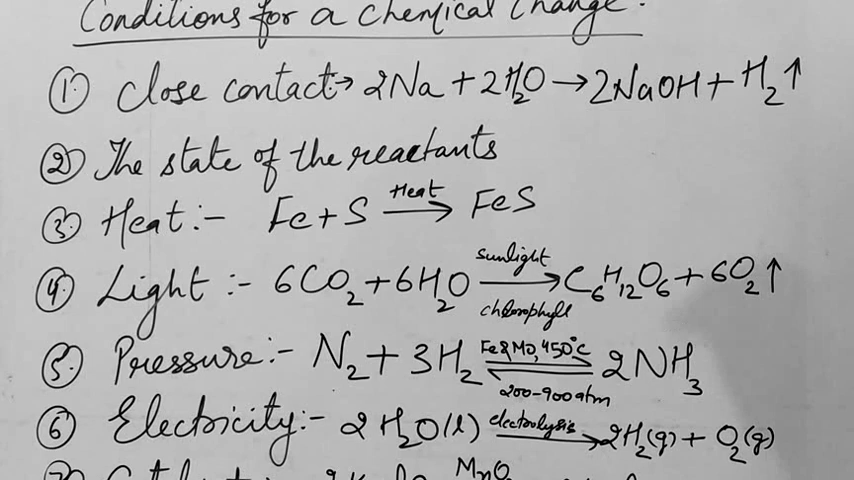 Conditions for a Chemical Change.
① Close contact → 2Na + 2H₂O → 2NaOH + H₂↑
② The state of the reactants
③ Heat :- Fe + S —Heat→ FeS
④ Light :- 6CO₂ + 6H₂O —sunlight / chlorophyll→ C₆H₁₂O₆ + 6O₂↑
⑤ Pressure :- N₂ + 3H₂ ⇌ (Fe & Mo, 450°C / 200-900 atm) 2NH₃
⑥ Electricity :- 2H₂O(l) —electrolysis→ 2H₂(g) + O₂(g)
MnO